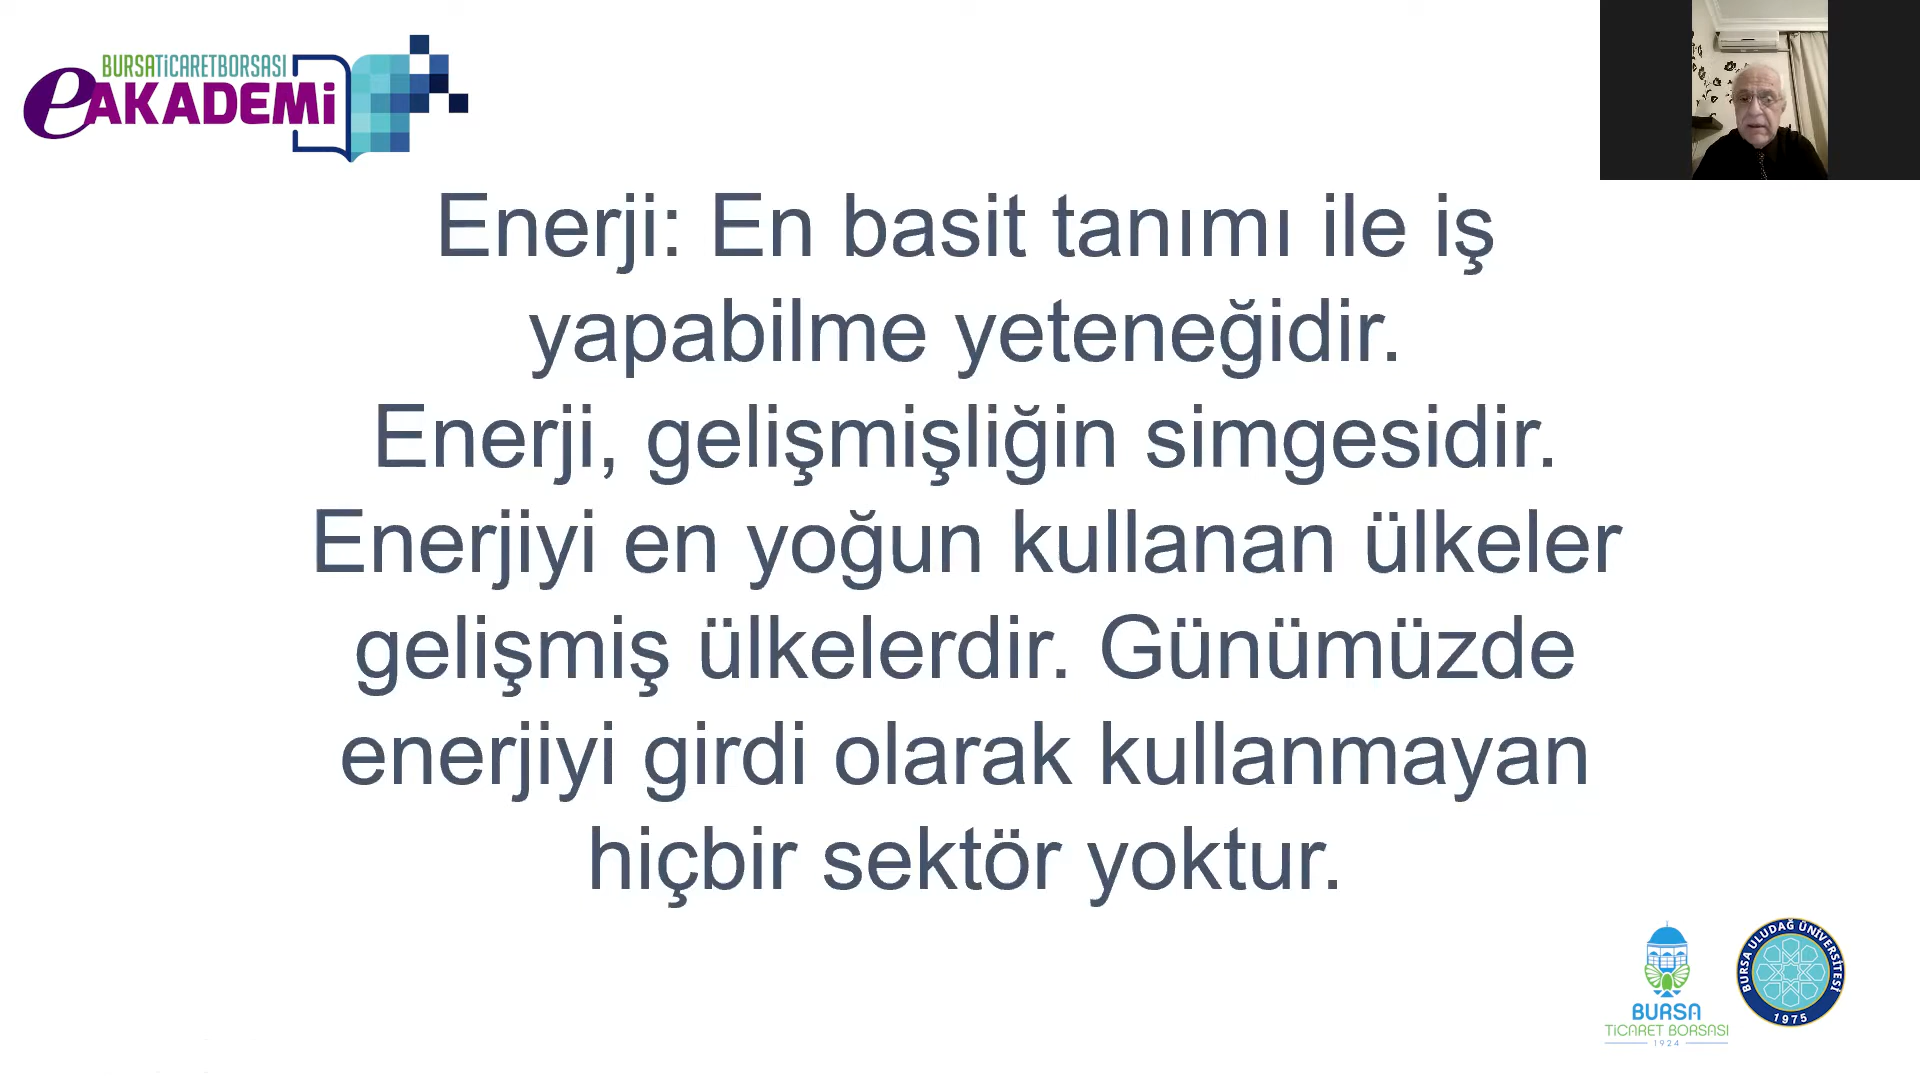 BURSATİCARETBORSASI
eAKADEMİ
Enerji: En basit tanımı ile iş
yapabilme yeteneğidir.
Enerji, gelişmişliğin simgesidir.
Enerjiyi en yoğun kullanan ülkeler
gelişmiş ülkelerdir. Günümüzde
enerjiyi girdi olarak kullanmayan
hiçbir sektör yoktur.
BURSA
TİCARET BORSASI
1924
BURSA ULUDAĞ ÜNİVERSİTESİ
1975